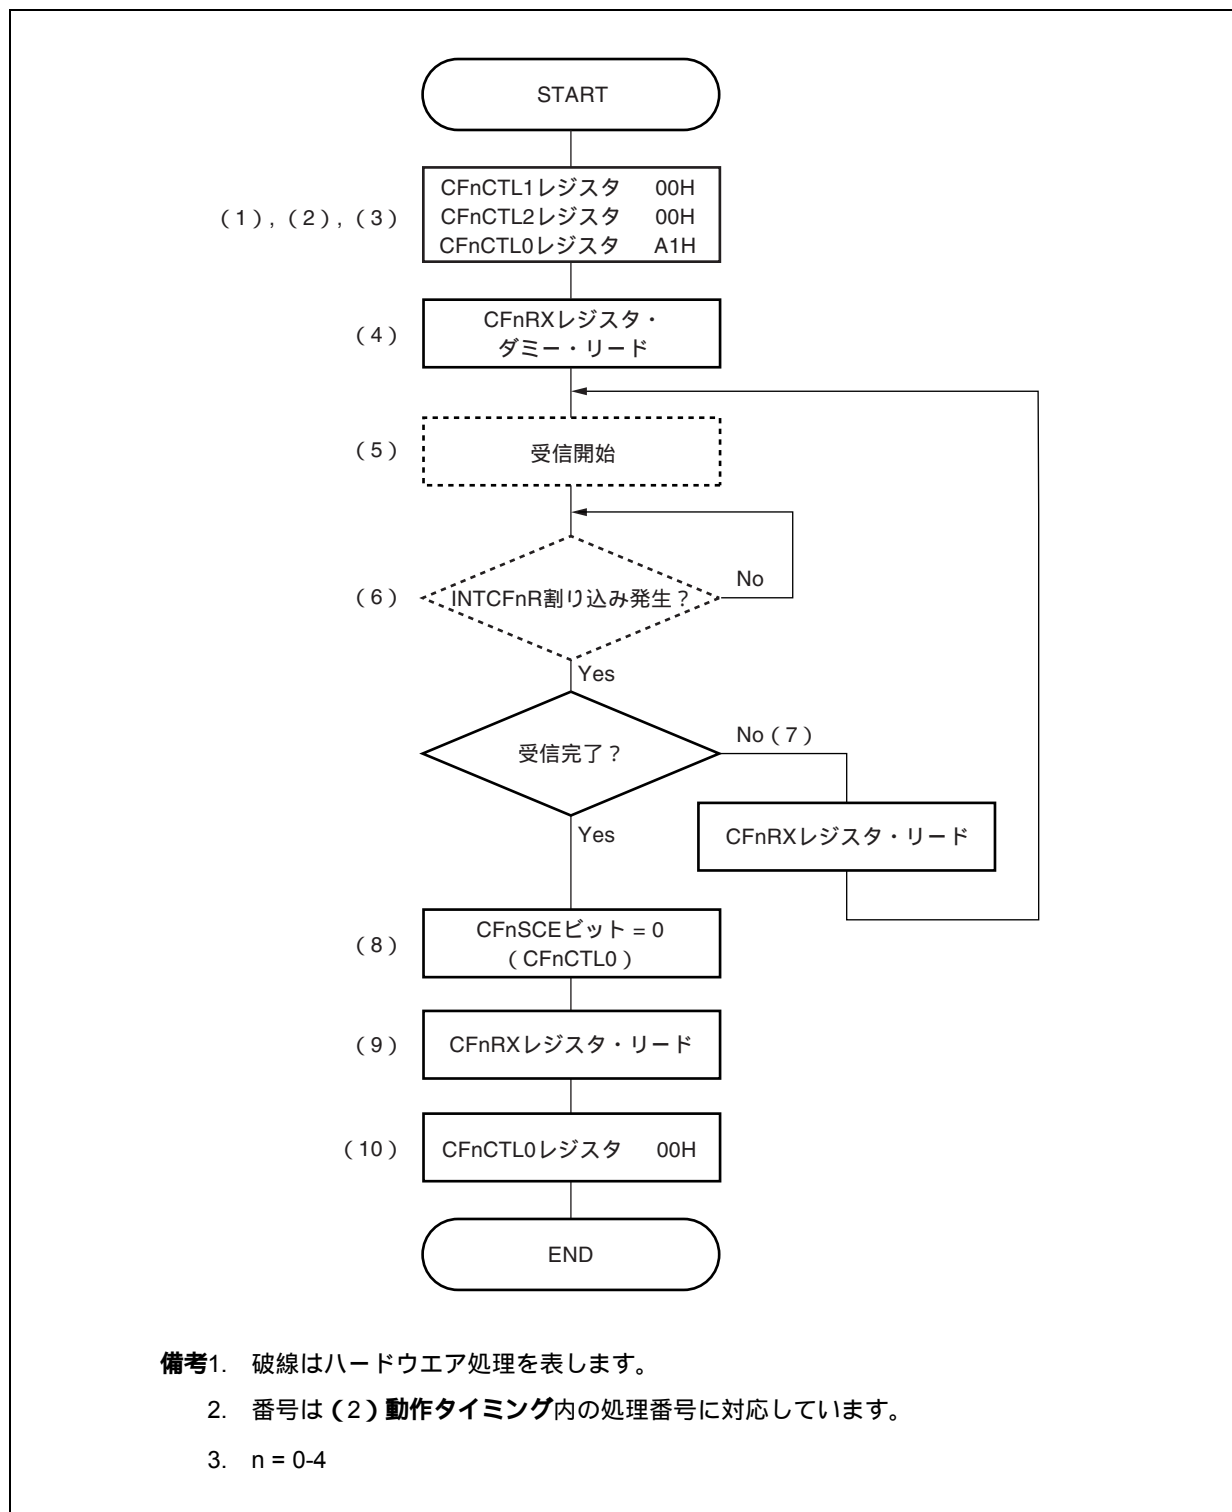 START
CFnCTL1レジスタ 00H
(1), (2), (3) CFnCTL2レジスタ 00H
CFnCTL0レジスタ A1H
(4) CFnRXレジスタ・
ダミー・リード
(5) 受信開始
(6) INTCFnR割り込み発生？ No
Yes
受信完了？ No (7)
Yes
CFnRXレジスタ・リード
(8) CFnSCEビット = 0
(CFnCTL0)
(9) CFnRXレジスタ・リード
(10) CFnCTL0レジスタ 00H
END
備考1. 破線はハードウエア処理を表します。
2. 番号は(2)動作タイミング内の処理番号に対応しています。
3. n = 0-4